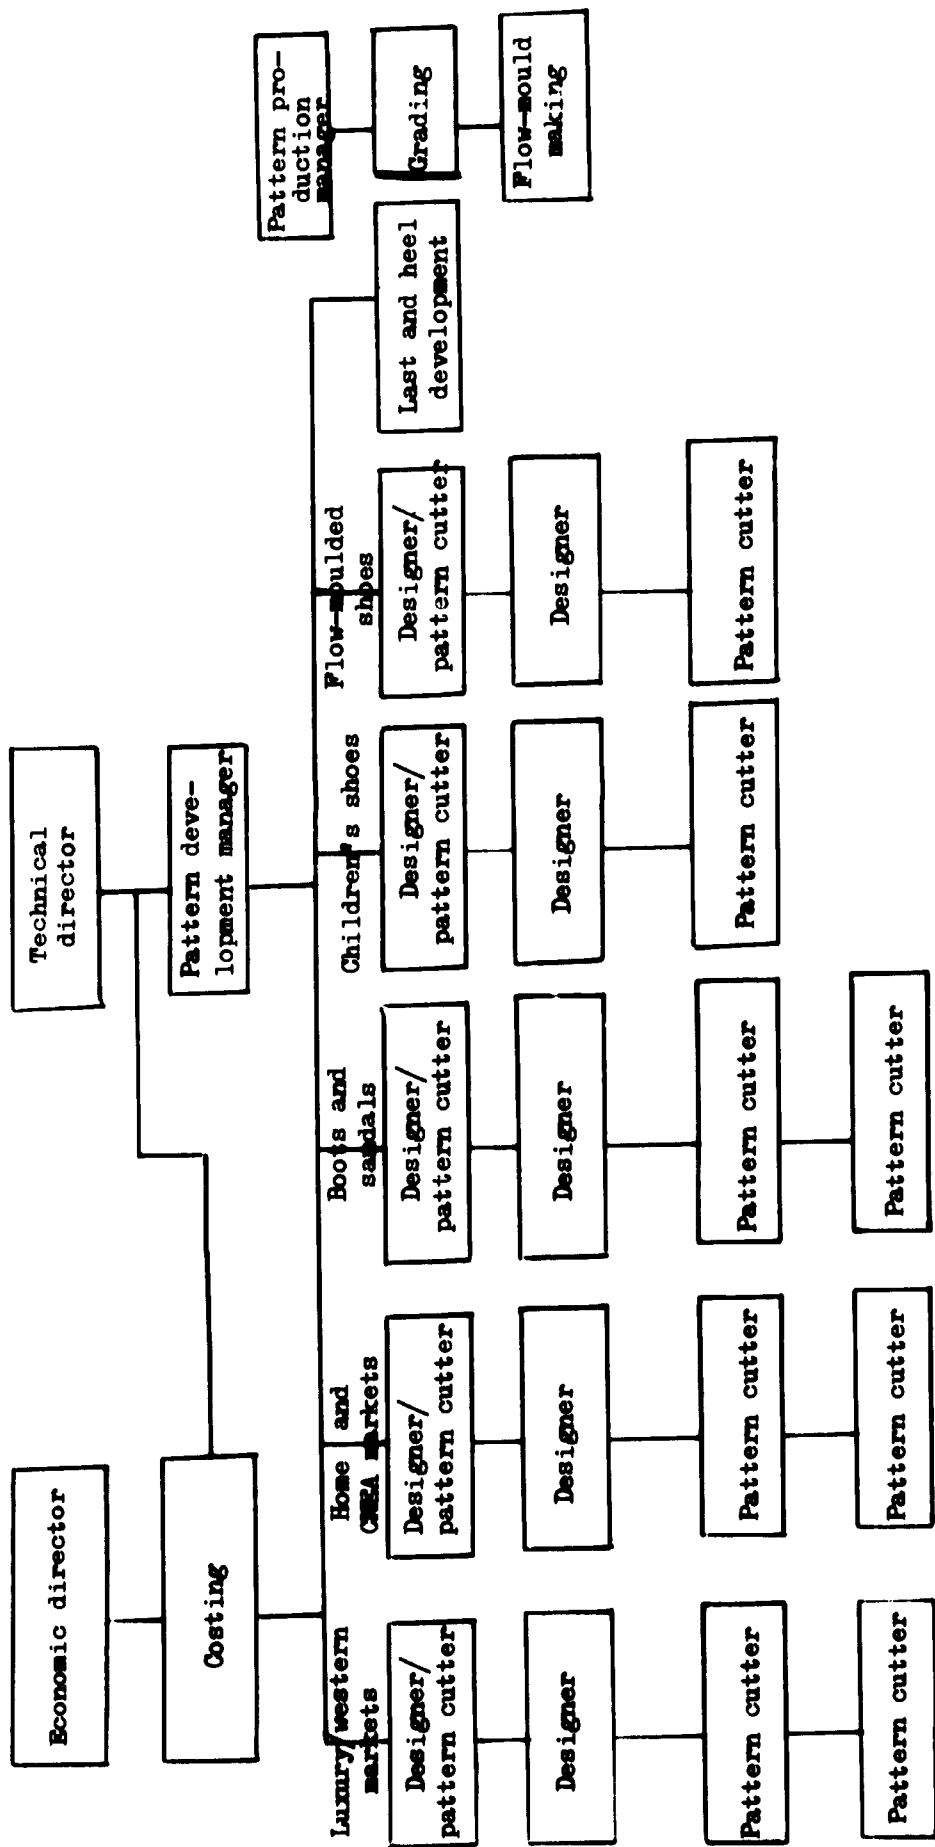 Economic director
Technical
director
Pattern pro-
duction
manager
Costing
Pattern deve-
lopment manager
Grading
Flow-mould
making
Luxury/western
markets
Home and
CMEA markets
Boots and
sandals
Children's shoes
Flow-moulded
shoes
Last and heel
development
Designer/
pattern cutter
Designer/
pattern cutter
Designer/
pattern cutter
Designer/
pattern cutter
Designer/
pattern cutter
Designer
Designer
Designer
Designer
Designer
Pattern cutter
Pattern cutter
Pattern cutter
Pattern cutter
Pattern cutter
Pattern cutter
Pattern cutter
Pattern cutter